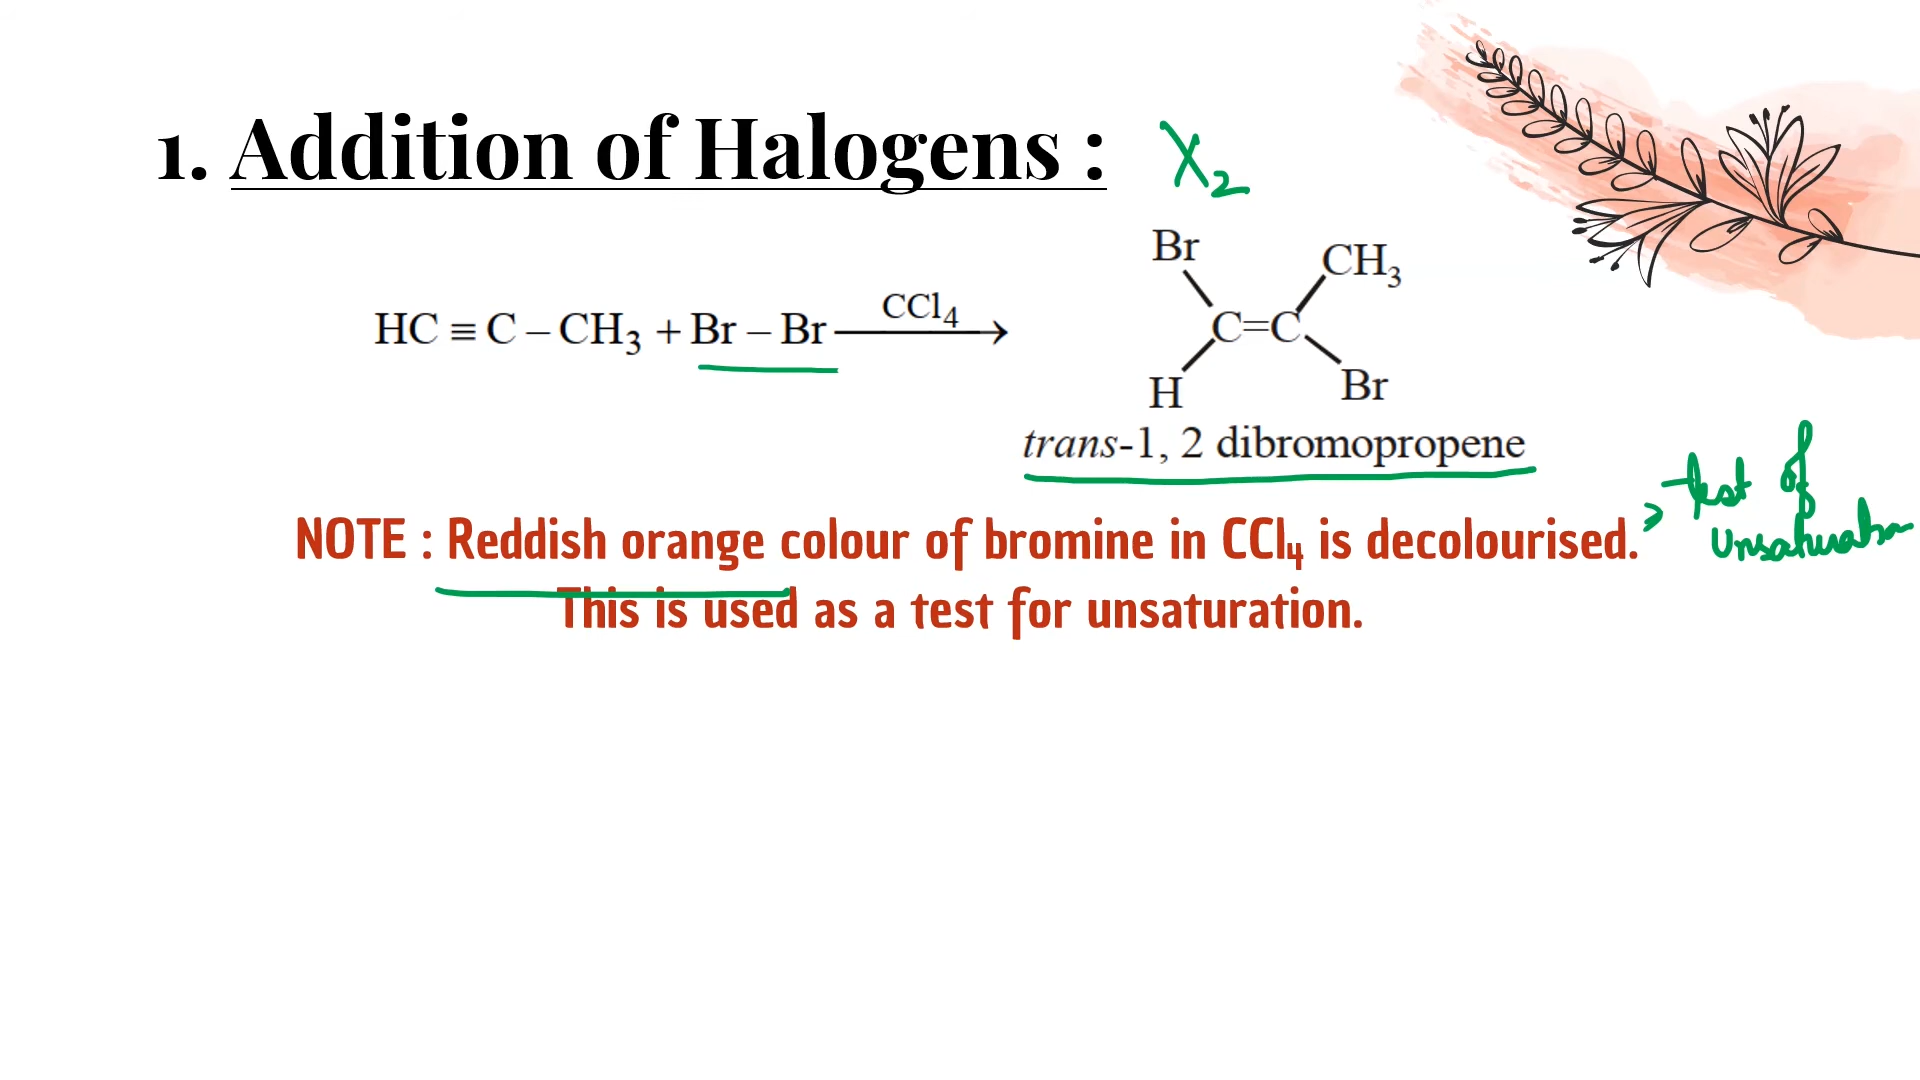 1. Addition of Halogens : X₂
HC ≡ C – CH₃ + Br – Br ⟶ CCl₄
Br CH₃
C=C
H Br
trans-1, 2 dibromopropene
NOTE : Reddish orange colour of bromine in CCl₄ is decolourised.
This is used as a test for unsaturation.
Test of
Unsaturation